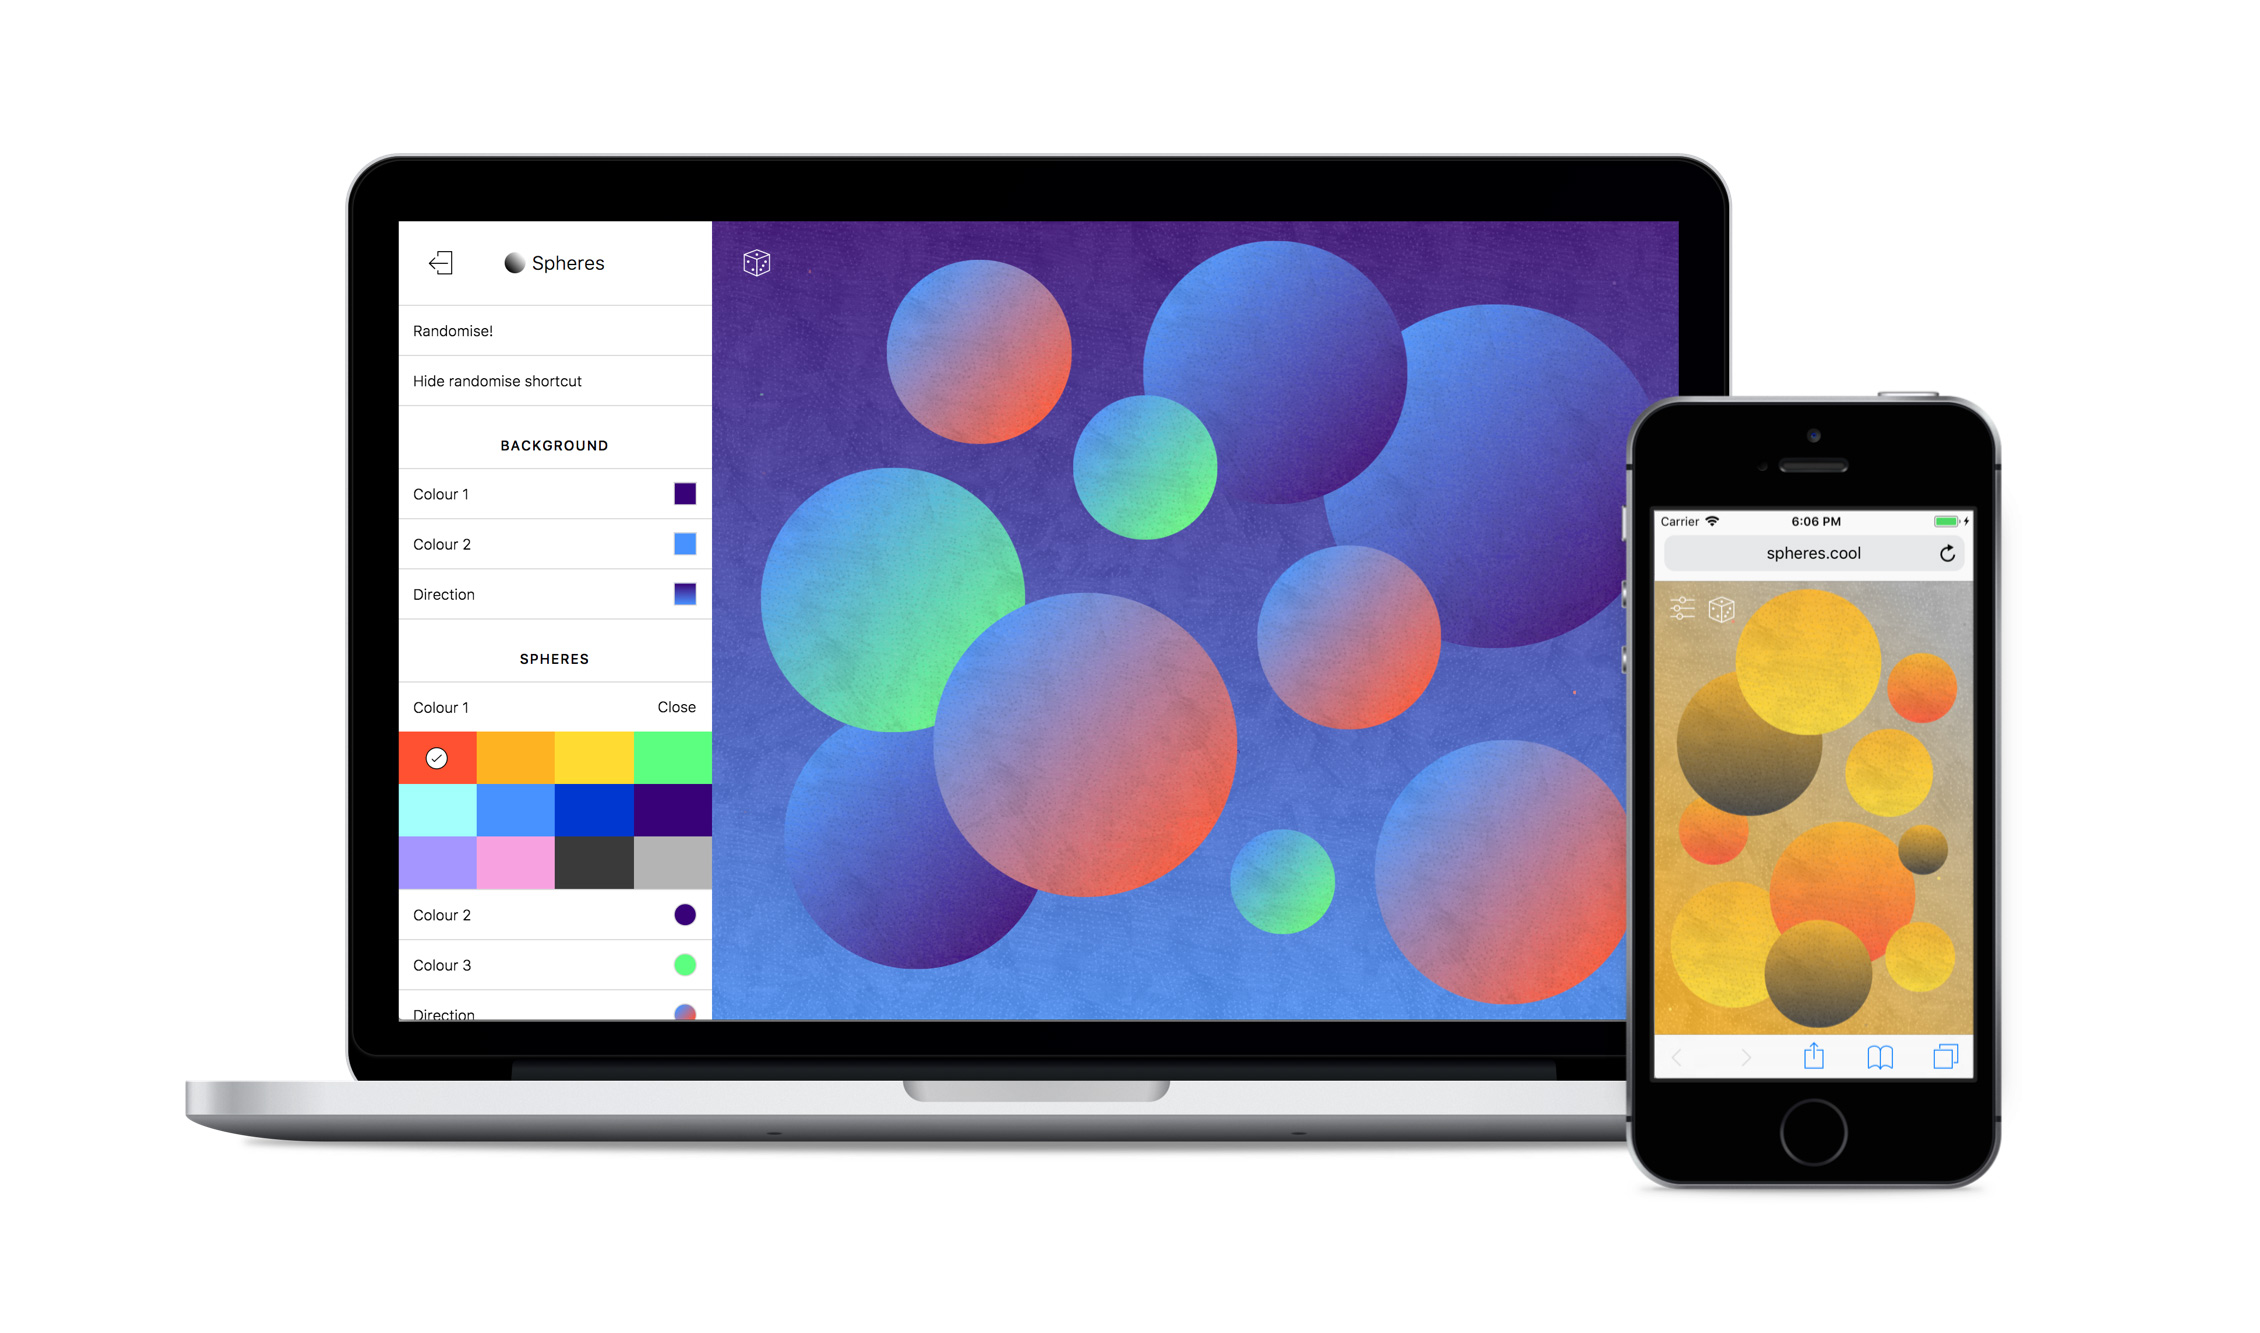 Spheres
Randomise!
Hide randomise shortcut
BACKGROUND
Colour 1
Colour 2
Direction
SPHERES
Colour 1 Close
Colour 2
Colour 3
Direction
Carrier 6:06 PM
spheres.cool